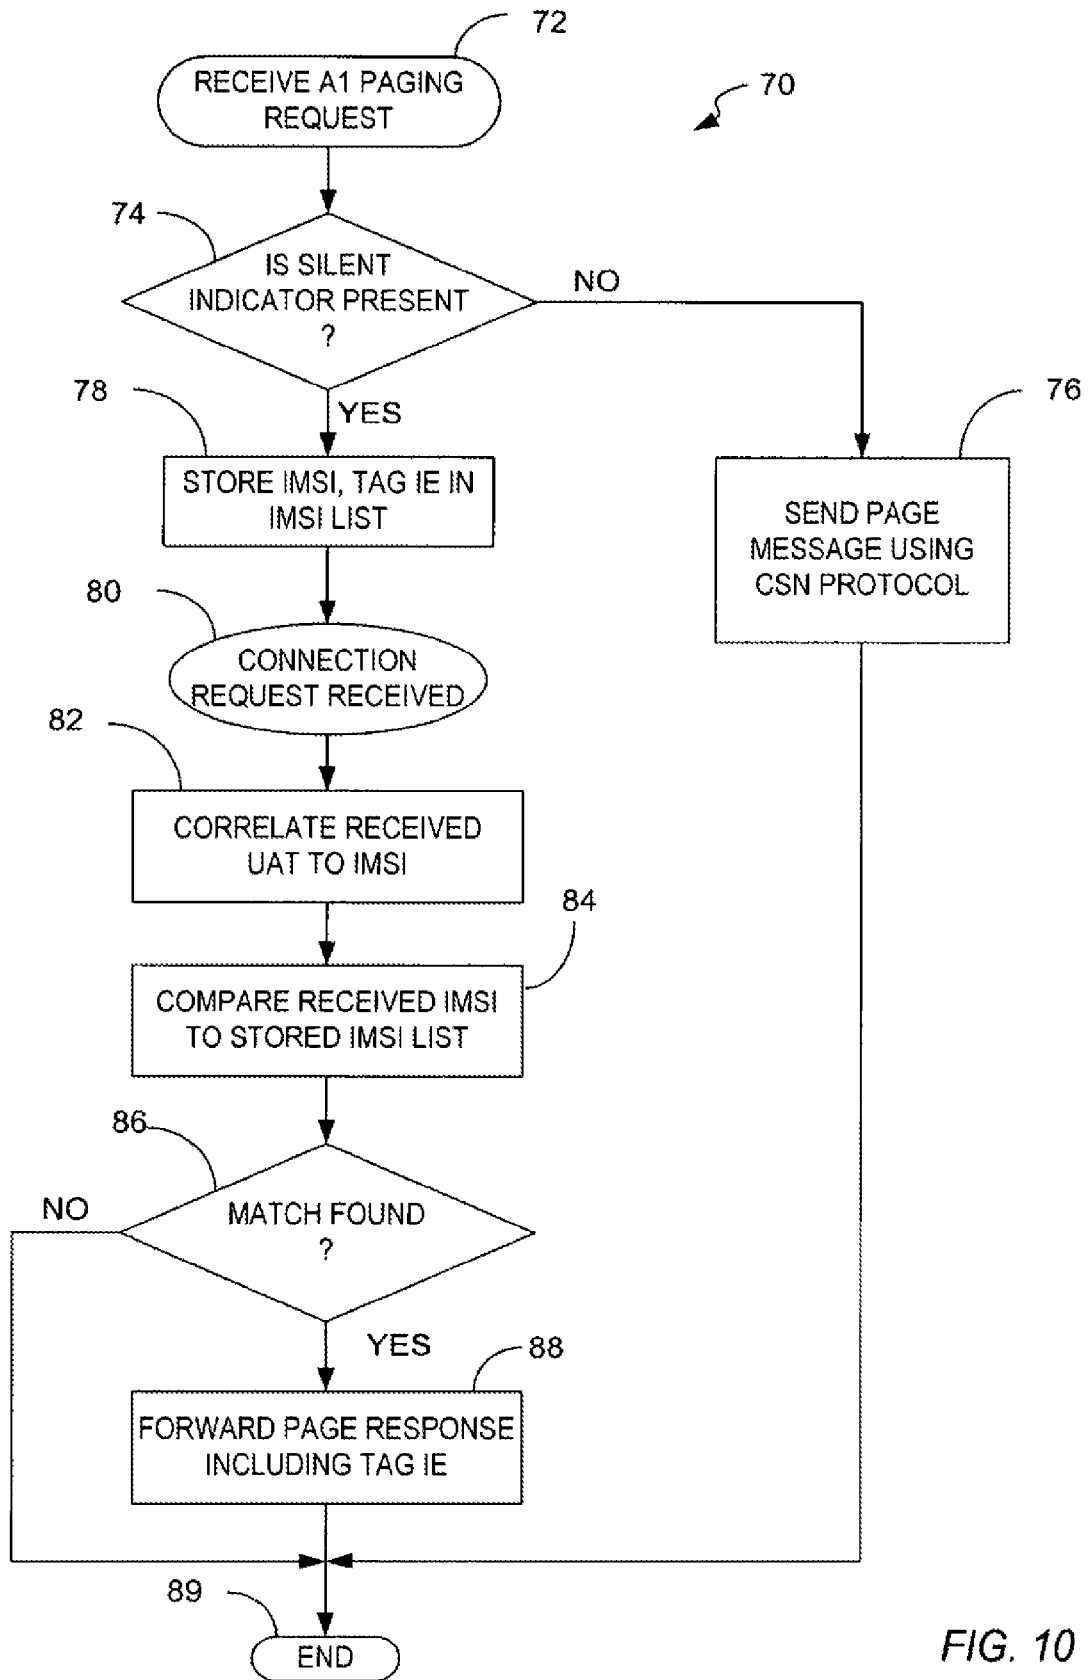 72
RECEIVE A1 PAGING
REQUEST
70
74
IS SILENT
INDICATOR PRESENT
?
NO
78
YES
76
STORE IMSI, TAG IE IN
IMSI LIST
SEND PAGE
MESSAGE USING
CSN PROTOCOL
80
CONNECTION
REQUEST RECEIVED
82
CORRELATE RECEIVED
UAT TO IMSI
84
COMPARE RECEIVED IMSI
TO STORED IMSI LIST
86
NO
MATCH FOUND
?
YES
88
FORWARD PAGE RESPONSE
INCLUDING TAG IE
89
END
FIG. 10